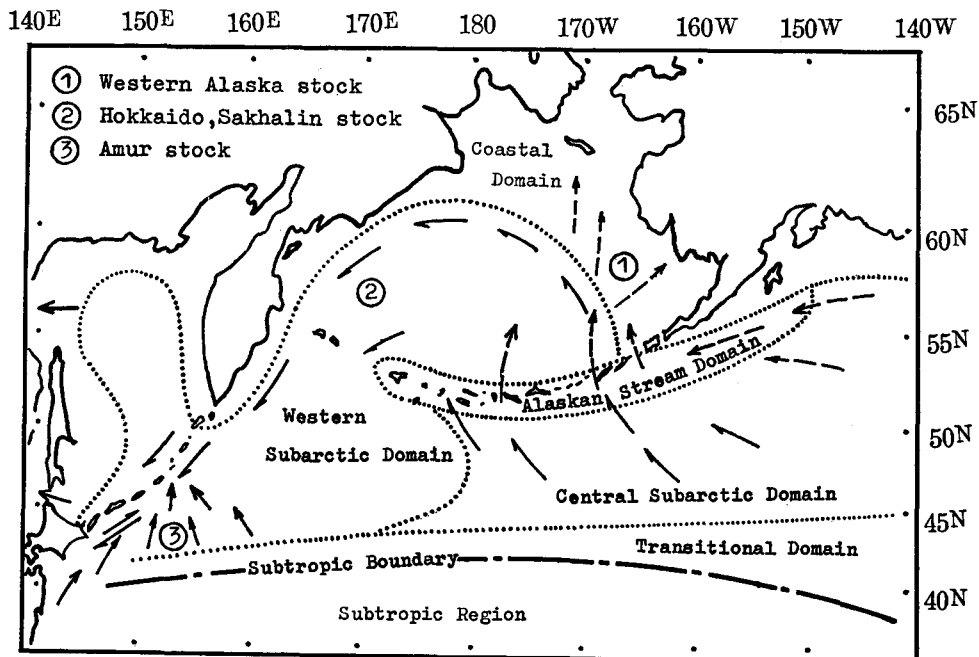 140E 150E 160E 170E 180 170W 160W 150W 140W
① Western Alaska stock
② Hokkaido,Sakhalin stock
③ Amur stock
65N
Coastal
Domain
60N
①
②
55N
Alaskan Stream Domain
Western
Subarctic Domain
50N
Central Subarctic Domain
45N
③
Transitional Domain
Subtropic Boundary
40N
Subtropic Region